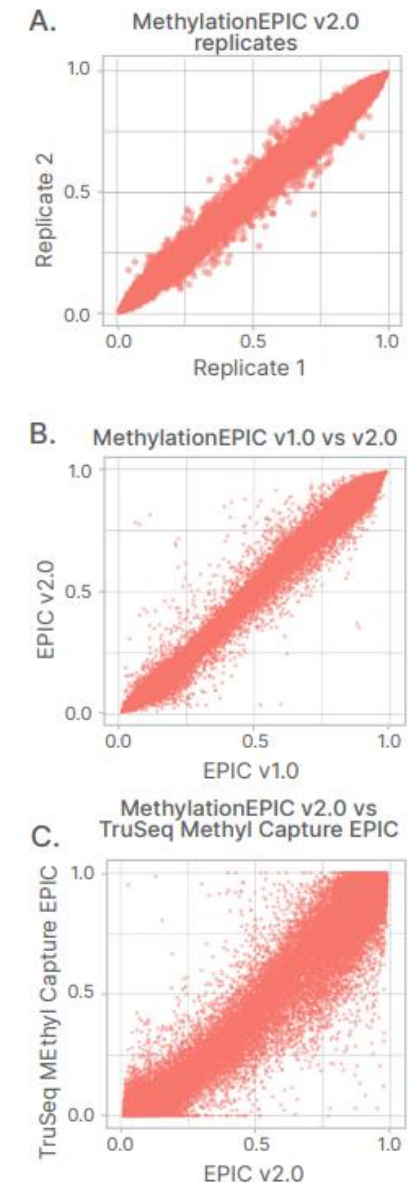 A.
MethylationEPIC v2.0
replicates
1.0
0.5
0.0
Replicate 2
0.0 0.5 1.0
Replicate 1
B.
MethylationEPIC v1.0 vs v2.0
1.0
0.5
0.0
EPIC v2.0
0.0 0.5 1.0
EPIC v1.0
C.
MethylationEPIC v2.0 vs
TruSeq Methyl Capture EPIC
1.0
0.5
0.0
TruSeq MEthyl Capture EPIC
0.0 0.5 1.0
EPIC v2.0